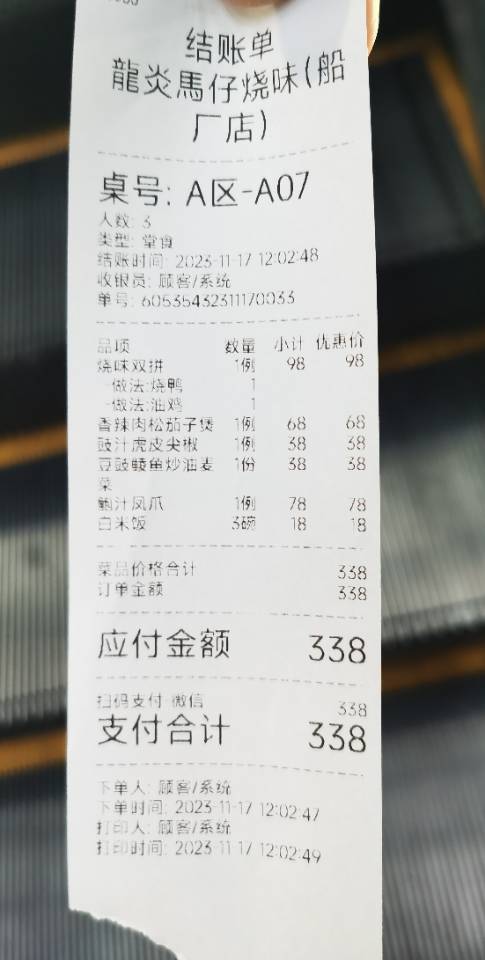 结账单
龍炎馬仔烧味(船
厂店)
桌号: A区-A07
人数: 3
类型: 堂食
结账时间: 2023-11-17 12:02:48
收银员: 顾客/系统
单号: 60535432311170033
品项 数量 小计 优惠价
烧味双拼 1例 98 98
-做法:烧鸭 1
-做法:油鸡 1
香辣肉松茄子煲 1例 68 68
豉汁虎皮尖椒 1例 38 38
豆豉鲮鱼炒油麦 1份 38 38
菜
鲍汁凤爪 1例 78 78
白米饭 3碗 18 18
菜品价格合计 338
订单金额 338
应付金额 338
扫码支付-微信 338
支付合计 338
下单人: 顾客/系统
下单时间: 2023-11-17 12:02:47
打印人: 顾客/系统
打印时间: 2023-11-17 12:02:49